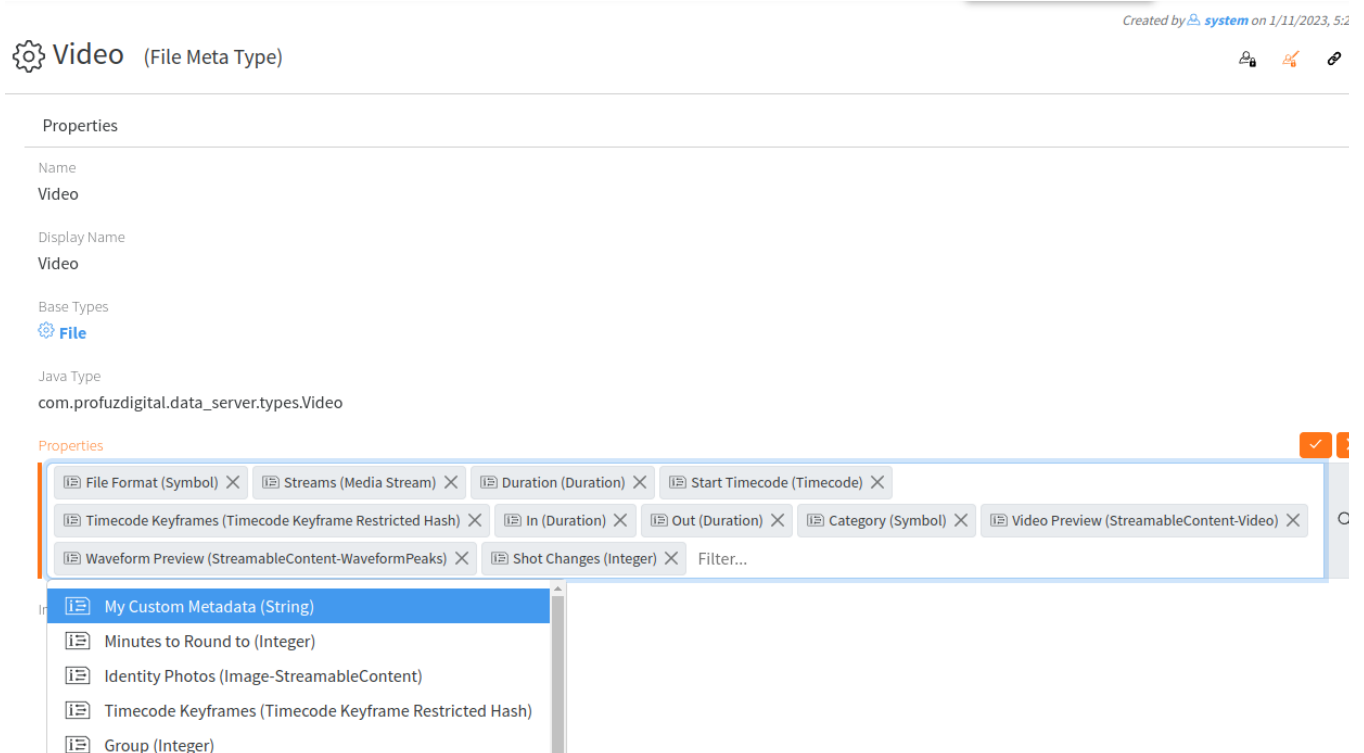 Created by system on 1/11/2023, 5:2
Video (File Meta Type)
Properties
Name
Video
Display Name
Video
Base Types
File
Java Type
com.profuzdigital.data_server.types.Video
Properties
File Format (Symbol) Streams (Media Stream) Duration (Duration) Start Timecode (Timecode)
Timecode Keyframes (Timecode Keyframe Restricted Hash) In (Duration) Out (Duration) Category (Symbol) Video Preview (StreamableContent-Video)
Waveform Preview (StreamableContent-WaveformPeaks) Shot Changes (Integer) Filter...
My Custom Metadata (String)
Minutes to Round to (Integer)
Identity Photos (Image-StreamableContent)
Timecode Keyframes (Timecode Keyframe Restricted Hash)
Group (Integer)